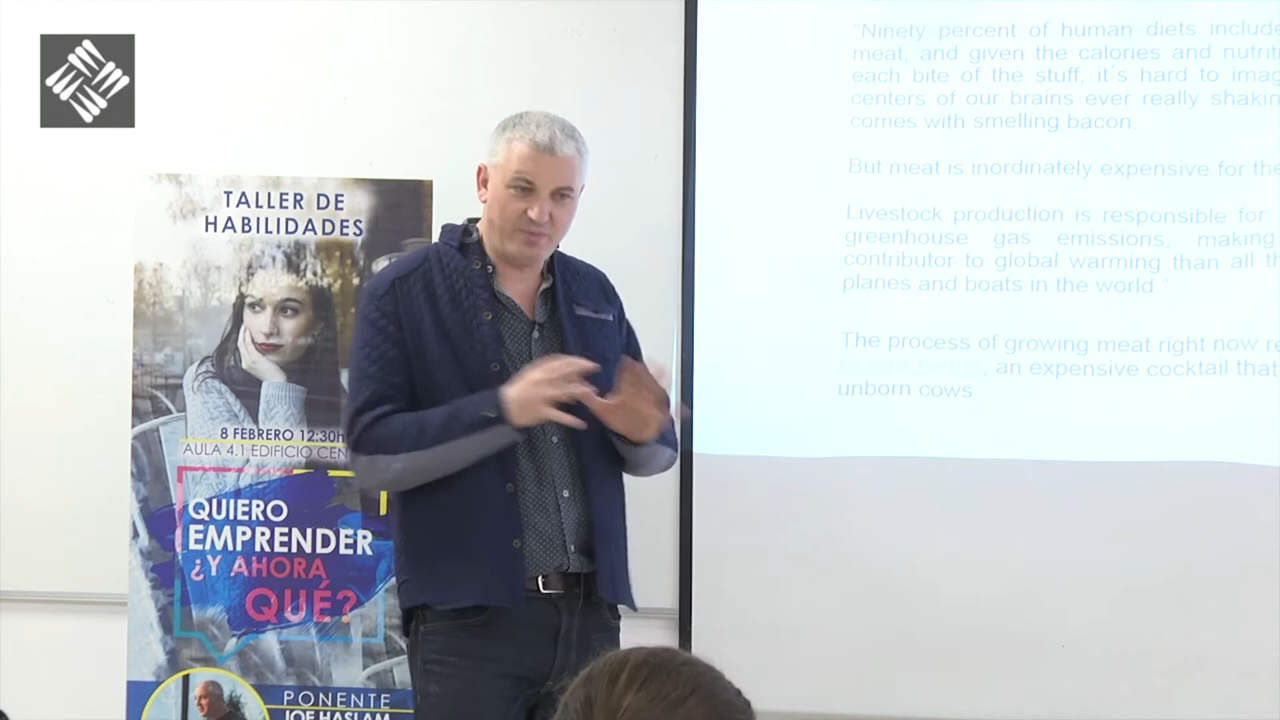 TALLER DE
HABILIDADES
8 FEBRERO 12:30h
AULA 4.1 EDIFICIO CEN
QUIERO
EMPRENDER
¿Y AHORA
QUÉ?
PONENTE
JOE HASLAM
"Ninety percent of human diets include
meat, and given the calories and nutriti
each bite of the stuff, it´s hard to imag
centers of our brains ever really shakin
comes with smelling bacon.
But meat is inordinately expensive for the
Livestock production is responsible for
greenhouse gas emissions, making
contributor to global warming than all th
planes and boats in the world."
The process of growing meat right now re
, an expensive cocktail that
unborn cows